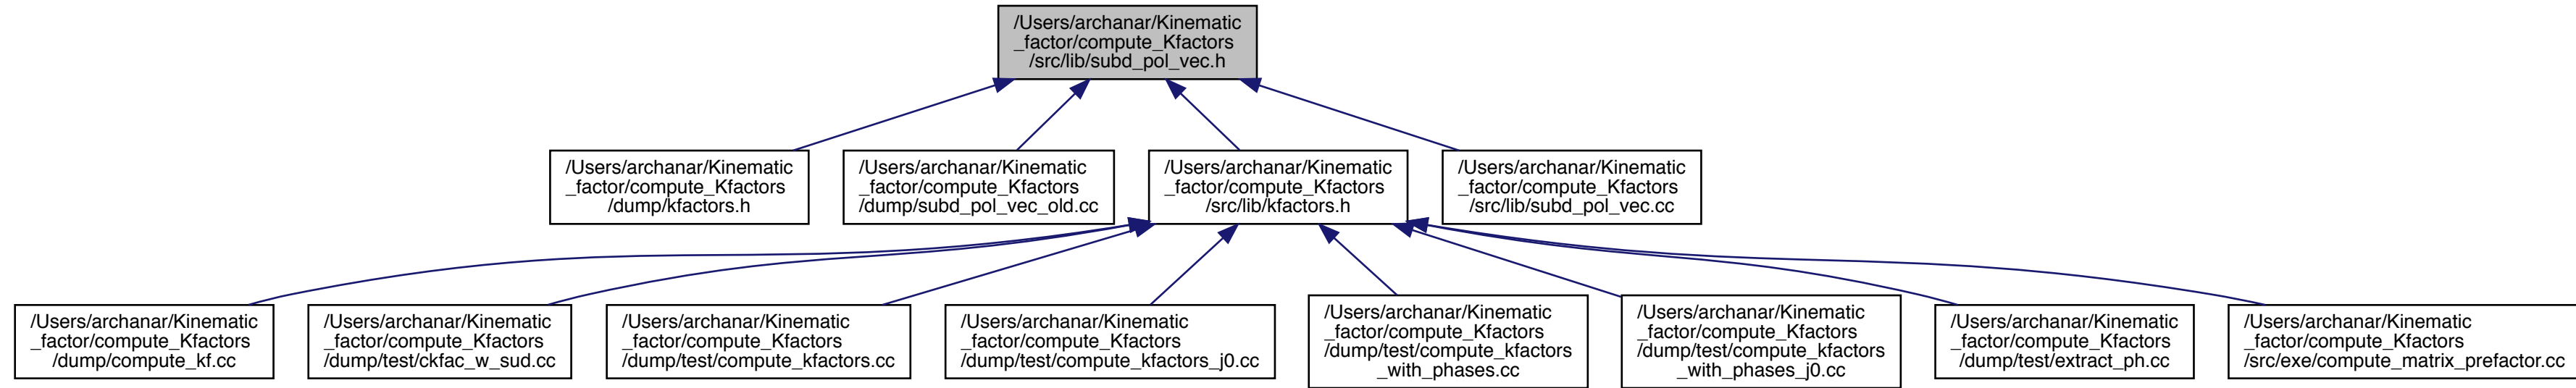 /Users/archanar/Kinematic
_factor/compute_Kfactors
/src/lib/subd_pol_vec.h
/Users/archanar/Kinematic
_factor/compute_Kfactors
/dump/kfactors.h
/Users/archanar/Kinematic
_factor/compute_Kfactors
/dump/subd_pol_vec_old.cc
/Users/archanar/Kinematic
_factor/compute_Kfactors
/src/lib/kfactors.h
/Users/archanar/Kinematic
_factor/compute_Kfactors
/src/lib/subd_pol_vec.cc
/Users/archanar/Kinematic
_factor/compute_Kfactors
/dump/compute_kf.cc
/Users/archanar/Kinematic
_factor/compute_Kfactors
/dump/test/ckfac_w_sud.cc
/Users/archanar/Kinematic
_factor/compute_Kfactors
/dump/test/compute_kfactors.cc
/Users/archanar/Kinematic
_factor/compute_Kfactors
/dump/test/compute_kfactors_j0.cc
/Users/archanar/Kinematic
_factor/compute_Kfactors
/dump/test/compute_kfactors
_with_phases.cc
/Users/archanar/Kinematic
_factor/compute_Kfactors
/dump/test/compute_kfactors
_with_phases_j0.cc
/Users/archanar/Kinematic
_factor/compute_Kfactors
/dump/test/extract_ph.cc
/Users/archanar/Kinematic
_factor/compute_Kfactors
/src/exe/compute_matrix_prefactor.cc